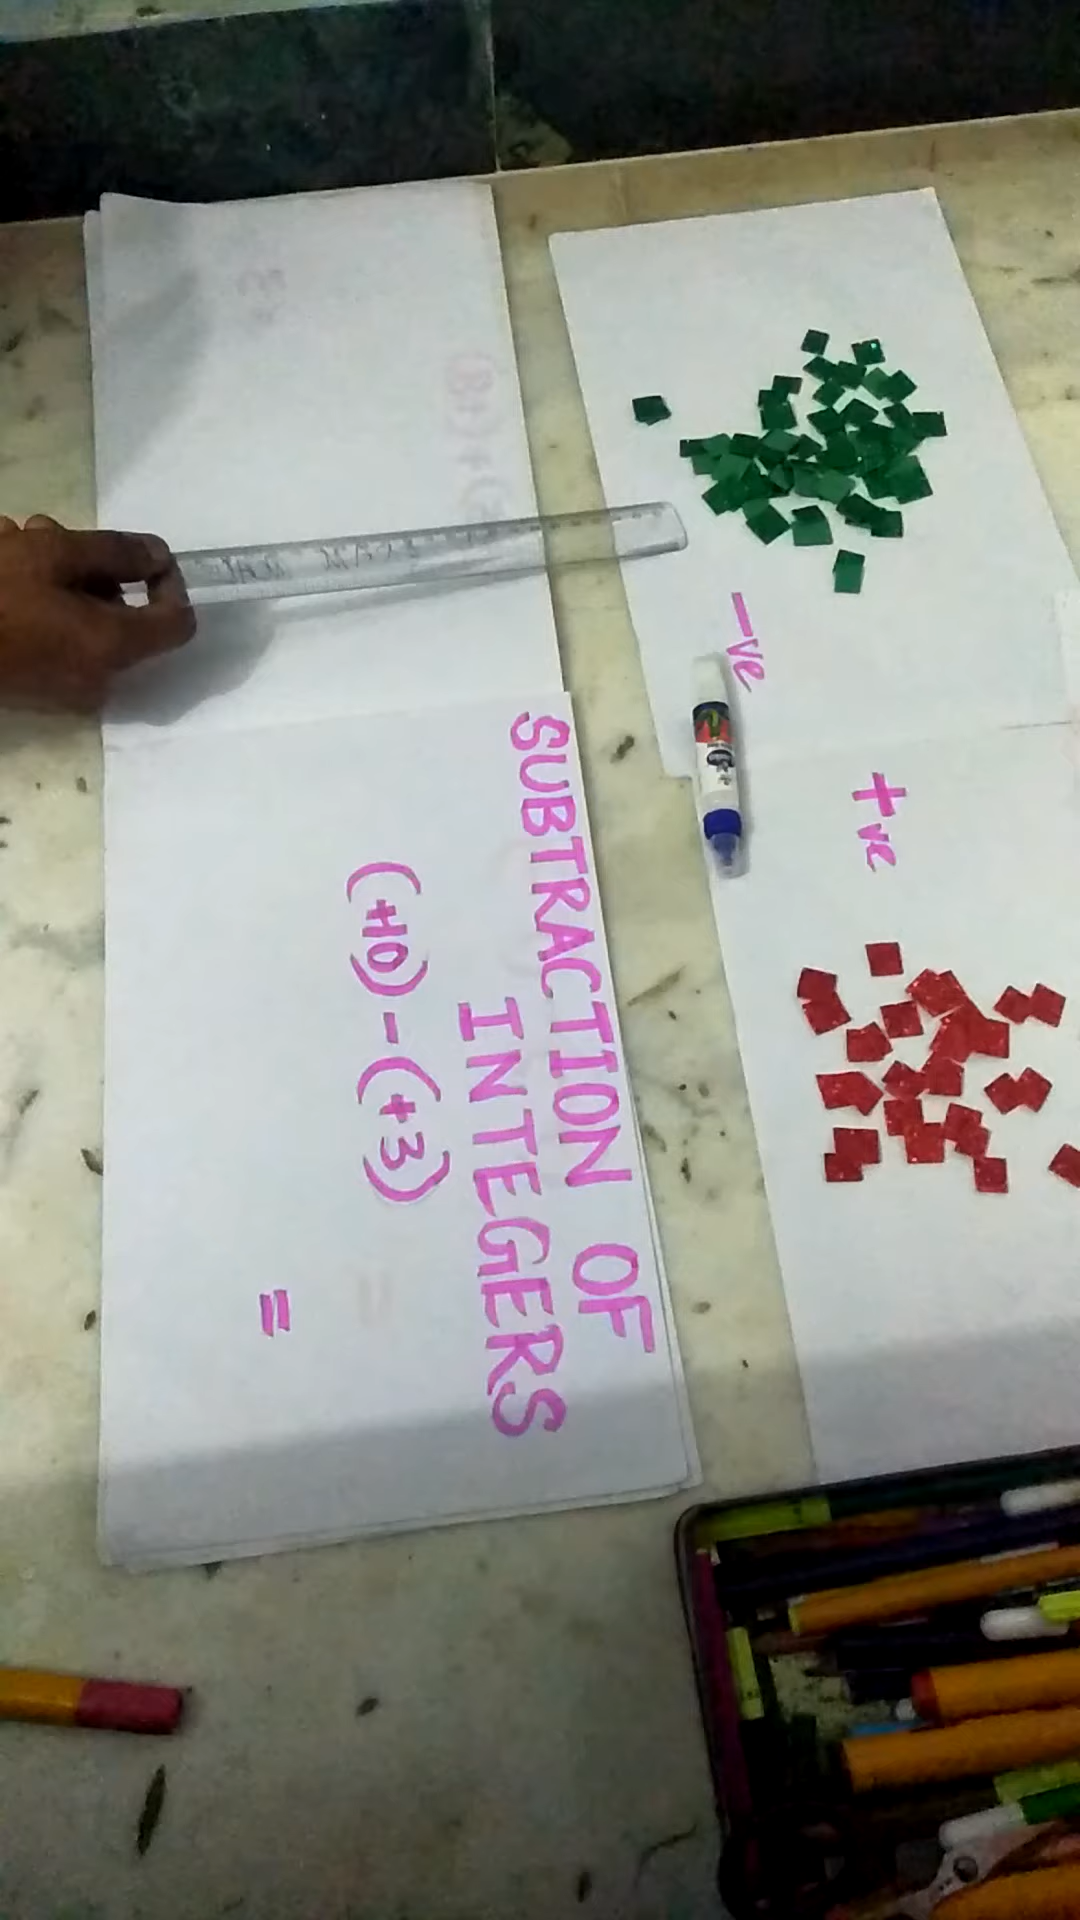 SUBTRACTION OF
INTEGERS
(+10) - (+3)
=
-ve
+ve